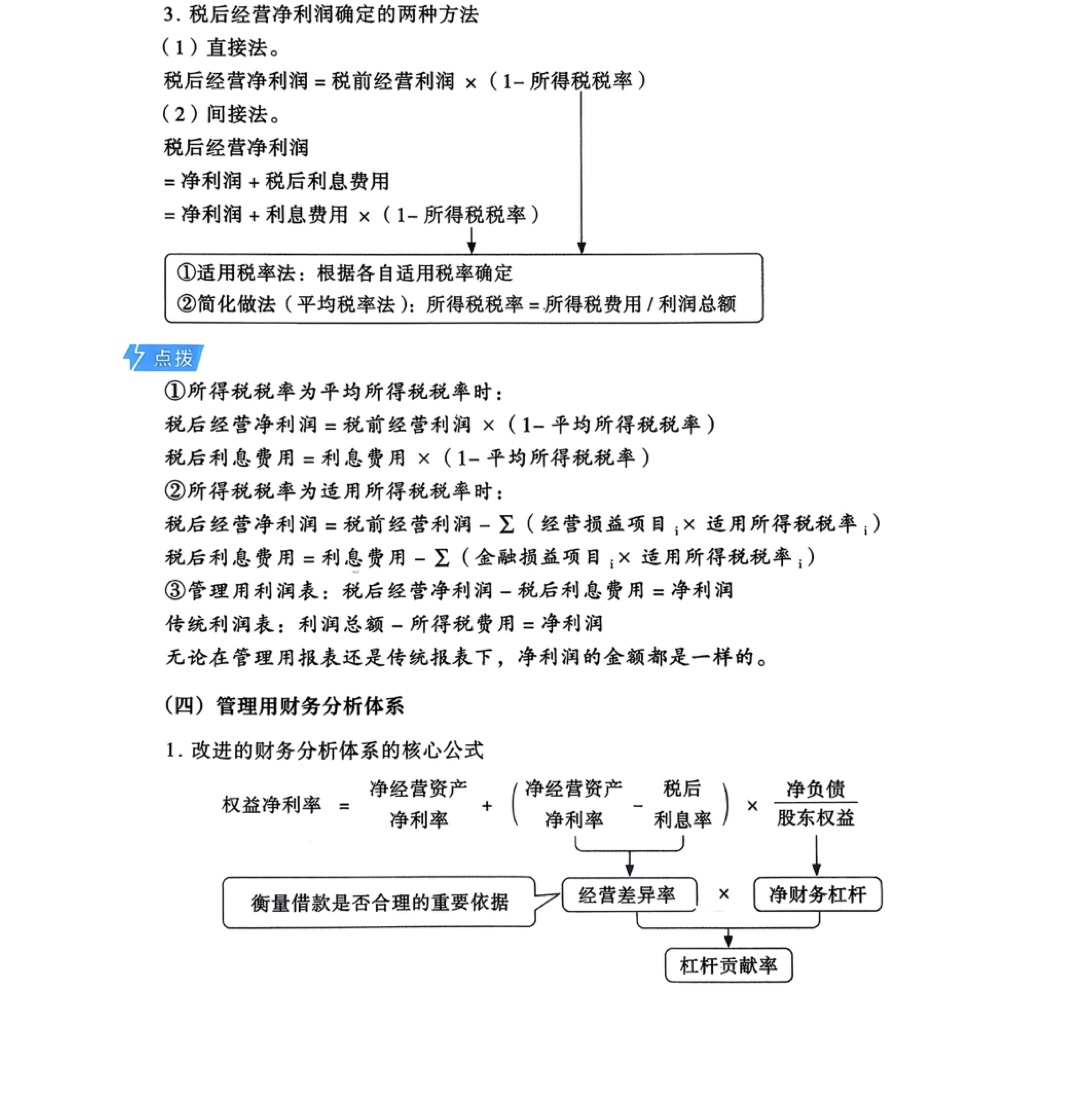 3. 税后经营净利润确定的两种方法
（1）直接法。
税后经营净利润 = 税前经营利润 ×（1- 所得税税率）
（2）间接法。
税后经营净利润
= 净利润 + 税后利息费用
= 净利润 + 利息费用 ×（1- 所得税税率）
①适用税率法：根据各自适用税率确定
②简化做法（平均税率法）：所得税税率 = 所得税费用 / 利润总额
点拨
①所得税税率为平均所得税税率时：
税后经营净利润 = 税前经营利润 ×（1- 平均所得税税率）
税后利息费用 = 利息费用 ×（1- 平均所得税税率）
②所得税税率为适用所得税税率时：
税后经营净利润 = 税前经营利润 - ∑（经营损益项目 i× 适用所得税税率 i）
税后利息费用 = 利息费用 - ∑（金融损益项目 i× 适用所得税税率 i）
③管理用利润表：税后经营净利润 - 税后利息费用 = 净利润
传统利润表：利润总额 - 所得税费用 = 净利润
无论在管理用报表还是传统报表下，净利润的金额都是一样的。
（四）管理用财务分析体系
1. 改进的财务分析体系的核心公式
净经营资产 净经营资产 税后 净负债
权益净利率 = + （ - ） ×
净利率 净利率 利息率 股东权益
衡量借款是否合理的重要依据 经营差异率 × 净财务杠杆
杠杆贡献率